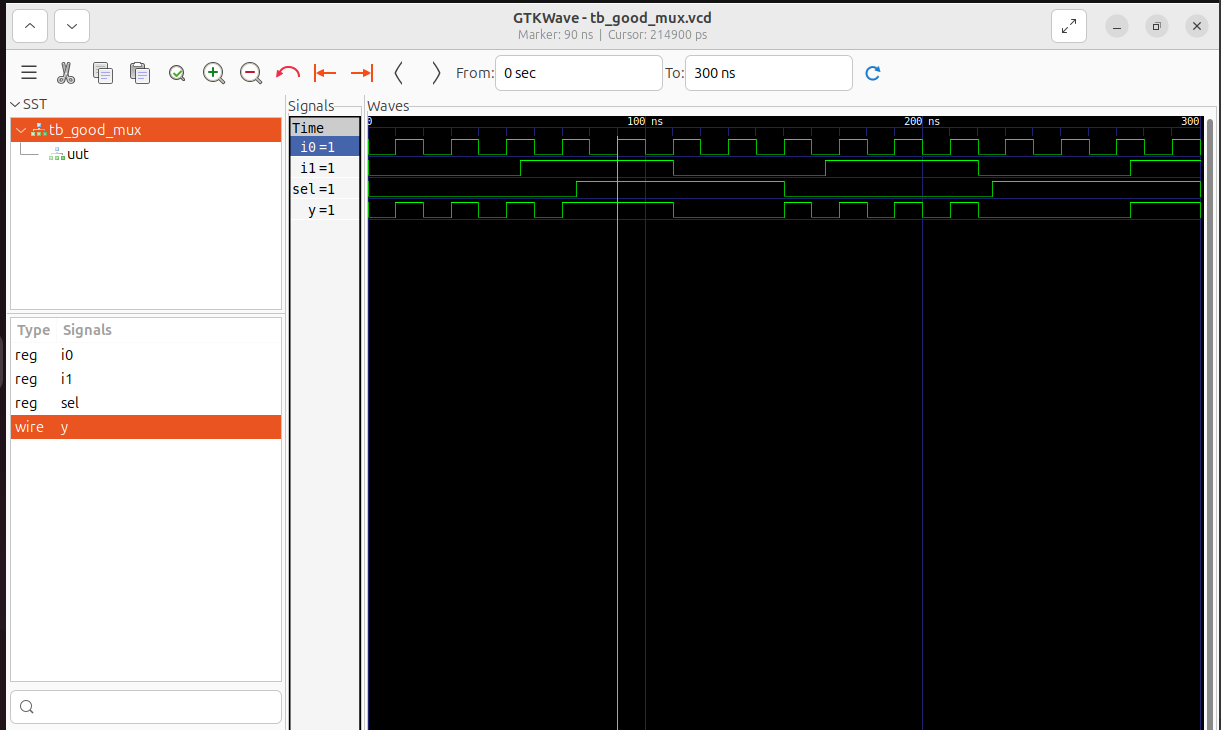 GTKWave - tb_good_mux.vcd
Marker: 90 ns | Cursor: 214900 ps
From: 0 sec To: 300 ns
SST
tb_good_mux
uut
Type Signals
reg i0
reg i1
reg sel
wire y
Signals
Time
i0 =1
i1 =1
sel =1
y =1
Waves
0 100 ns 200 ns 300